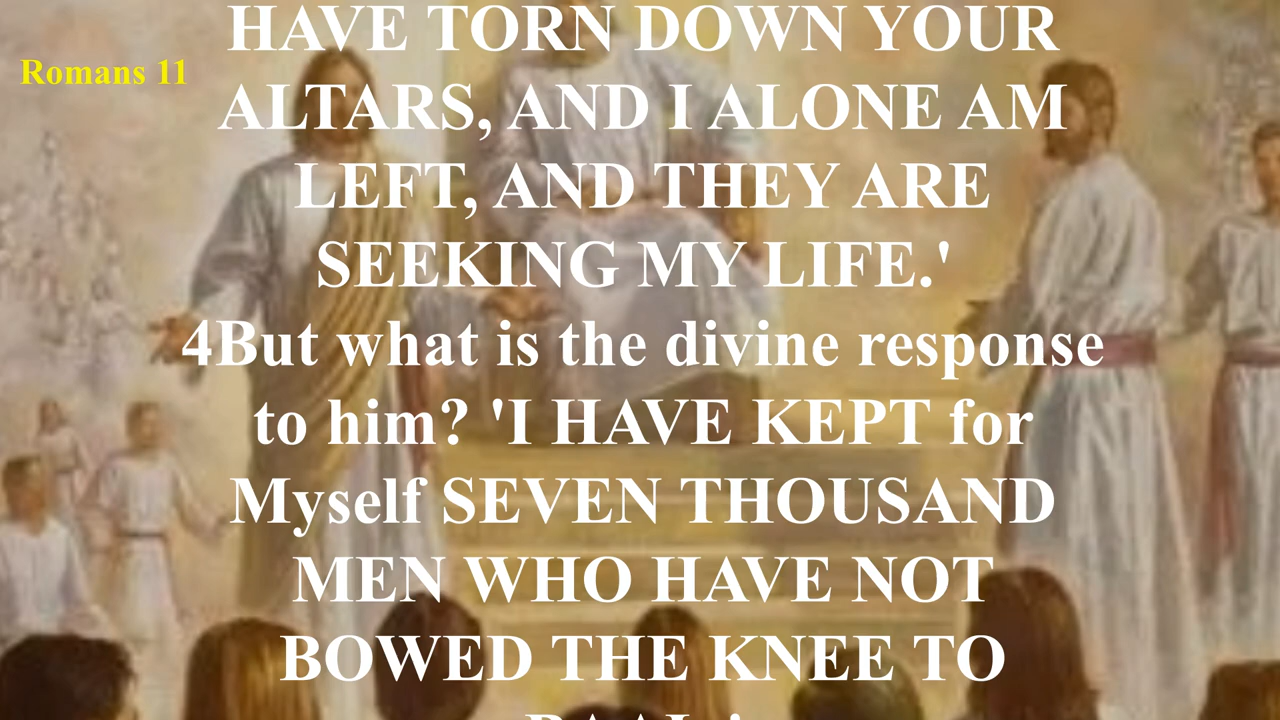 HAVE TORN DOWN YOUR
Romans 11
ALTARS, AND I ALONE AM
LEFT, AND THEY ARE
SEEKING MY LIFE.'
4But what is the divine response
to him? 'I HAVE KEPT for
Myself SEVEN THOUSAND
MEN WHO HAVE NOT
BOWED THE KNEE TO